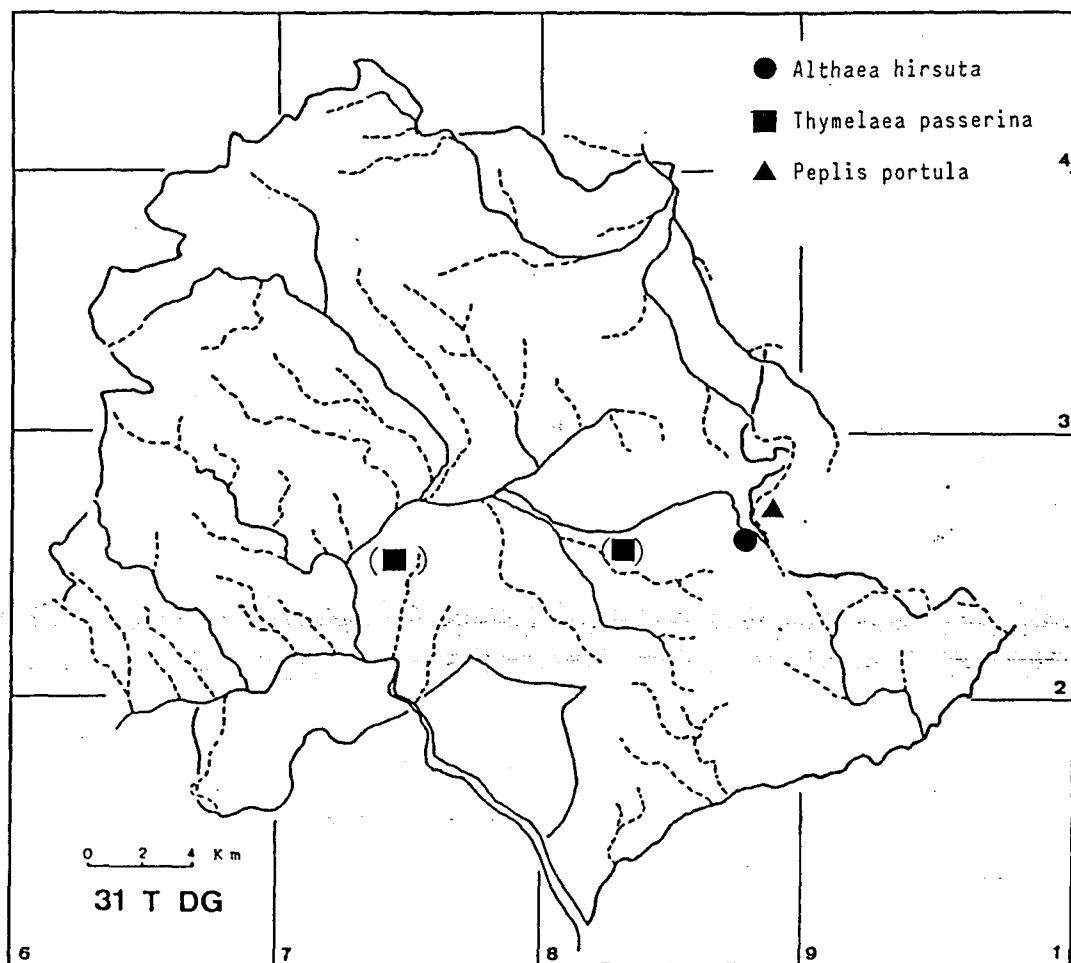 ● Althaea hirsuta
■ Thymelaea passerina
▲ Peplis portula
4
3
2
0 2 4 Km
31 T DG
6 7 8 9 1